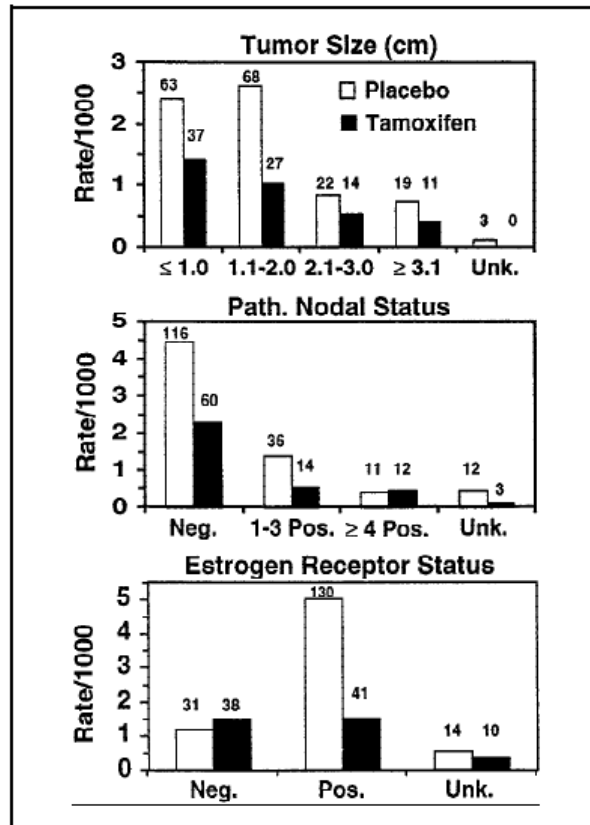 Tumor Size (cm)
3
2
1
0
Rate/1000
63
37
68
27
22
14
19
11
3
0
Placebo
Tamoxifen
≤ 1.0
1.1-2.0
2.1-3.0
≥ 3.1
Unk.
Path. Nodal Status
5
4
3
2
1
0
Rate/1000
116
60
36
14
11
12
12
3
Neg.
1-3 Pos.
≥ 4 Pos.
Unk.
Estrogen Receptor Status
5
4
3
2
1
0
Rate/1000
31
38
130
41
14
10
Neg.
Pos.
Unk.